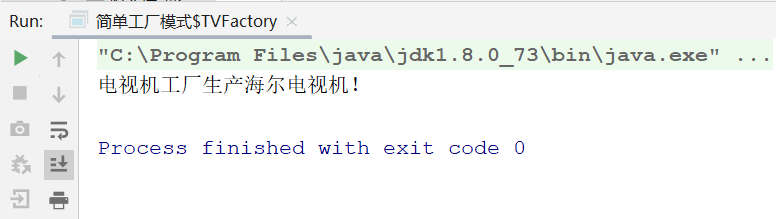 Run: 简单工厂模式$TVFactory
"C:\Program Files\java\jdk1.8.0_73\bin\java.exe" ...
电视机工厂生产海尔电视机!
Process finished with exit code 0